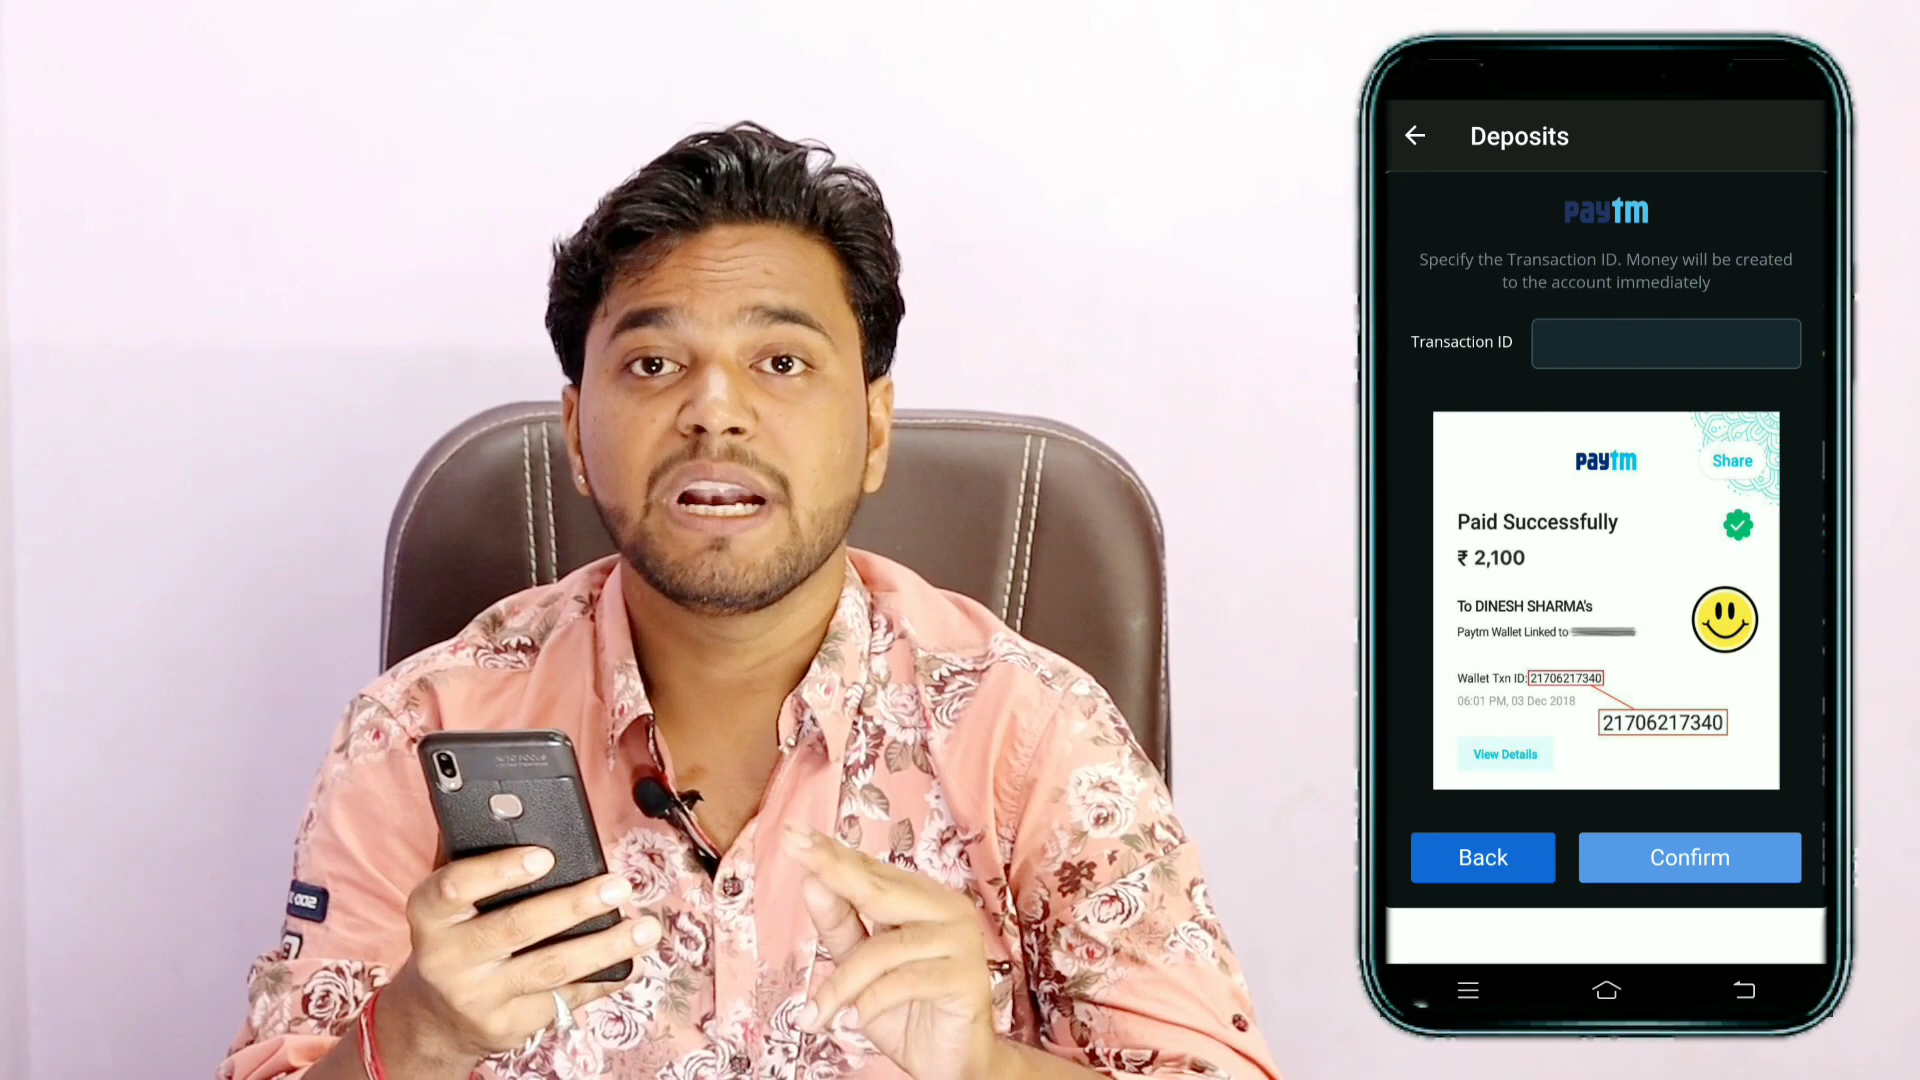 Deposits
paytm
Specify the Transaction ID. Money will be created
to the account immediately
Transaction ID
paytm
Share
Paid Successfully
₹ 2,100
To DINESH SHARMA's
Paytm Wallet Linked to
Wallet Txn ID:21706217340
06:01 PM, 03 Dec 2018
21706217340
View Details
Back
Confirm
AUTO FOCUS